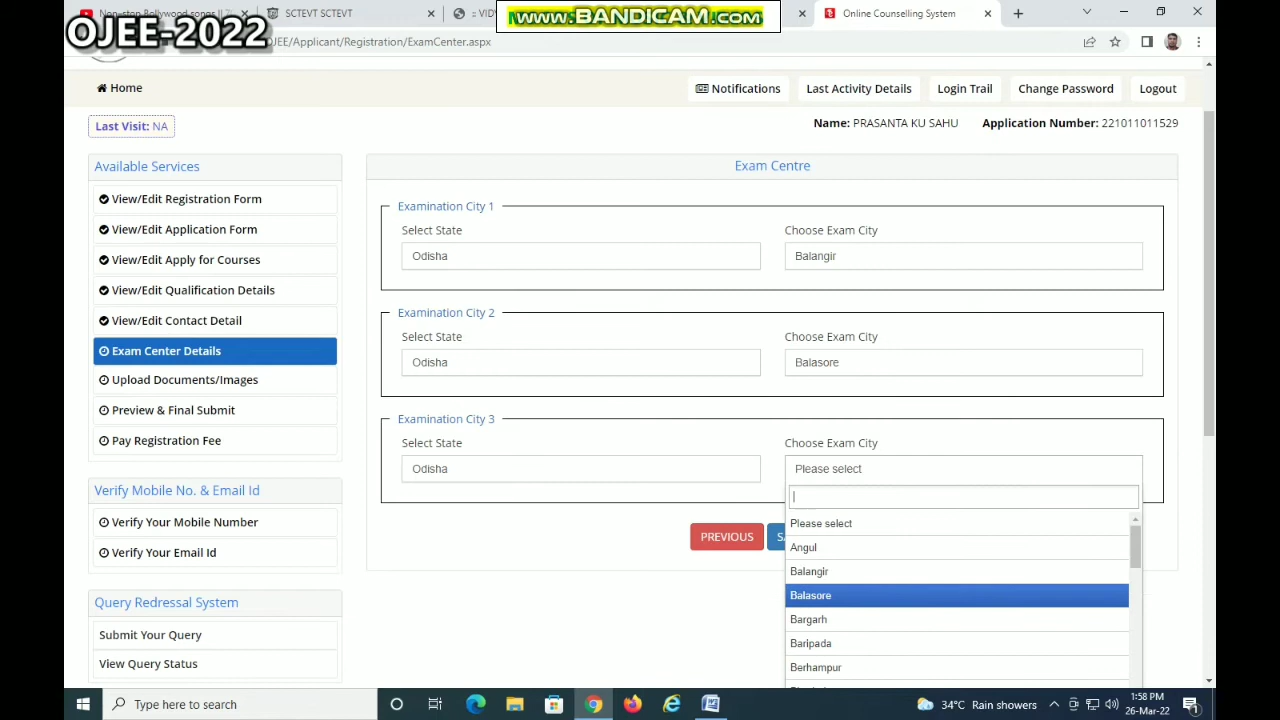 Non-stop Bollywood songs
SCTEVT SCTEVT
z VID
WWW.BANDICAM.COM
Online Counselling System
OJEE-2022
JEE/Applicant/Registration/ExamCenter.aspx
Home
Notifications
Last Activity Details
Login Trail
Change Password
Logout
Last Visit: NA
Name: PRASANTA KU SAHU
Application Number: 221011011529
Available Services
View/Edit Registration Form
View/Edit Application Form
View/Edit Apply for Courses
View/Edit Qualification Details
View/Edit Contact Detail
Exam Center Details
Upload Documents/Images
Preview & Final Submit
Pay Registration Fee
Verify Mobile No. & Email Id
Verify Your Mobile Number
Verify Your Email Id
Query Redressal System
Submit Your Query
View Query Status
Exam Centre
Examination City 1
Select State
Choose Exam City
Odisha
Balangir
Examination City 2
Select State
Choose Exam City
Odisha
Balasore
Examination City 3
Select State
Choose Exam City
Odisha
Please select
PREVIOUS
Please select
Angul
Balangir
Balasore
Bargarh
Baripada
Berhampur
Type here to search
34°C Rain showers
1:58 PM
26-Mar-22
1